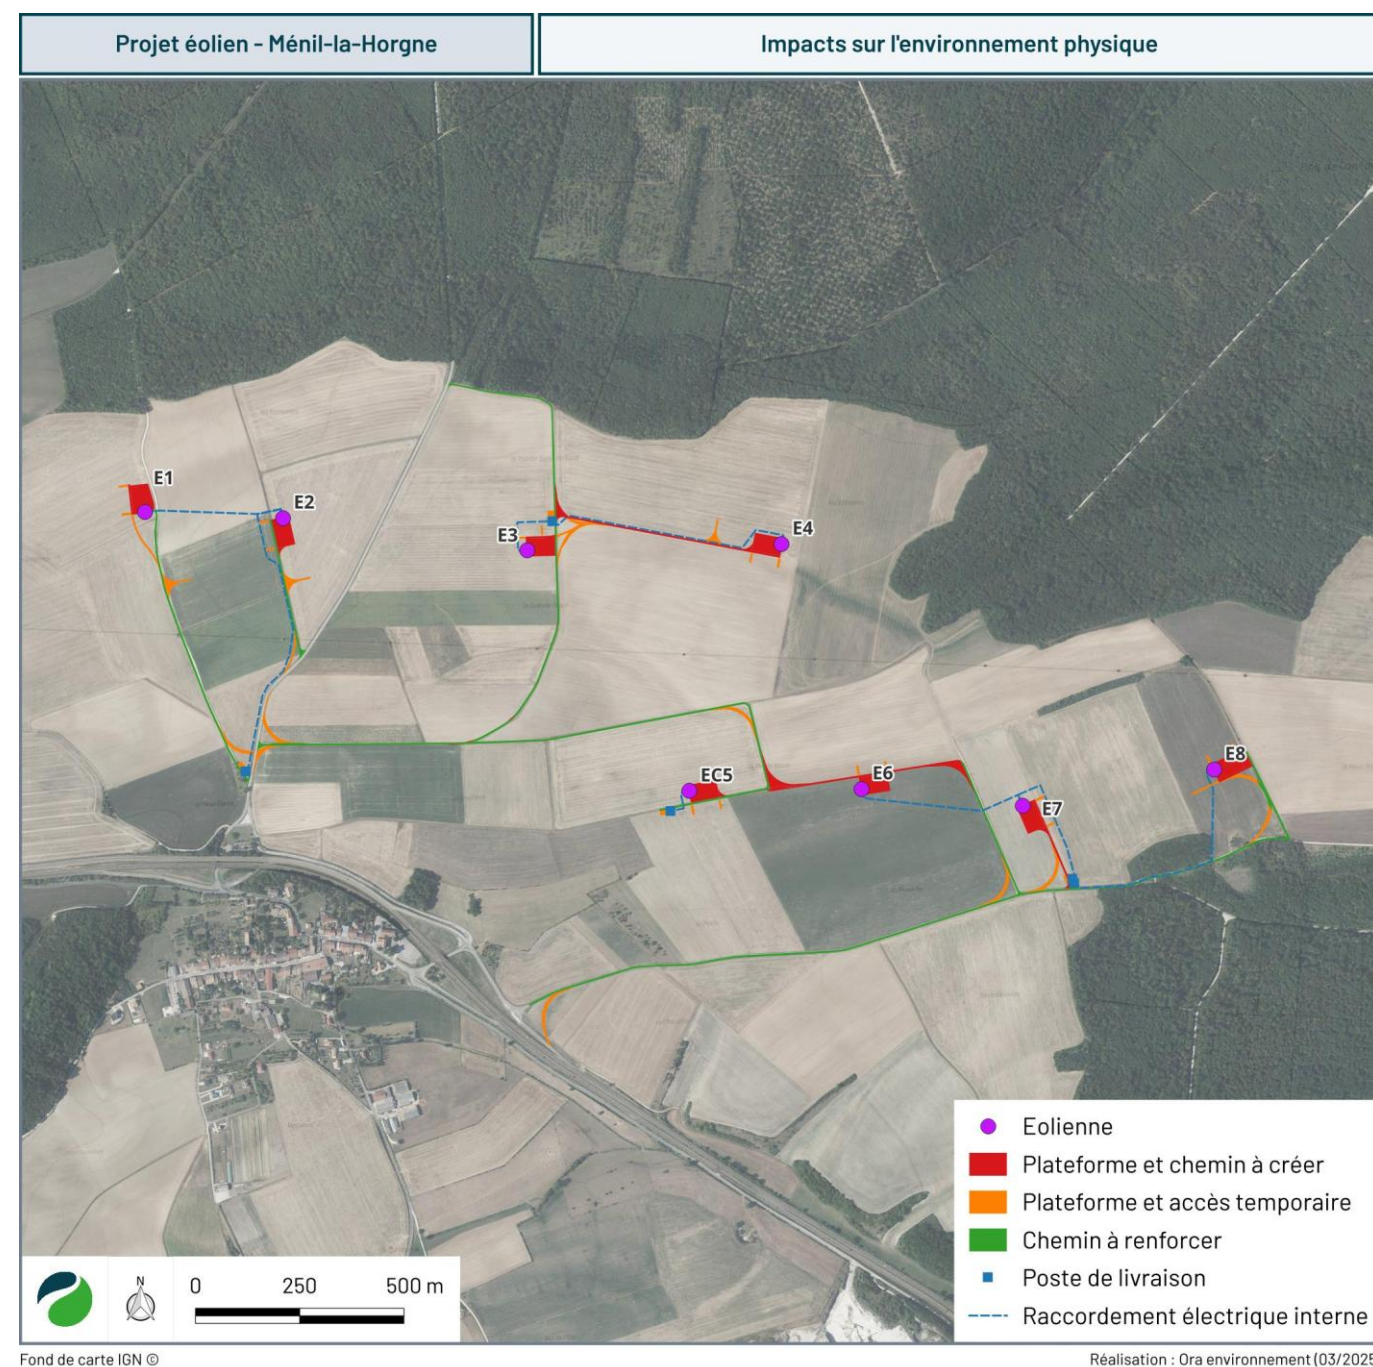 Projet éolien - Ménil-la-Horgne
Impacts sur l'environnement physique
E1
E2
E3
E4
EC5
E6
E7
E8
Eolienne
Plateforme et chemin à créer
Plateforme et accès temporaire
Chemin à renforcer
Poste de livraison
Raccordement électrique interne
N
0 250 500 m
Fond de carte IGN ©
Réalisation : Ora environnement (03/2025